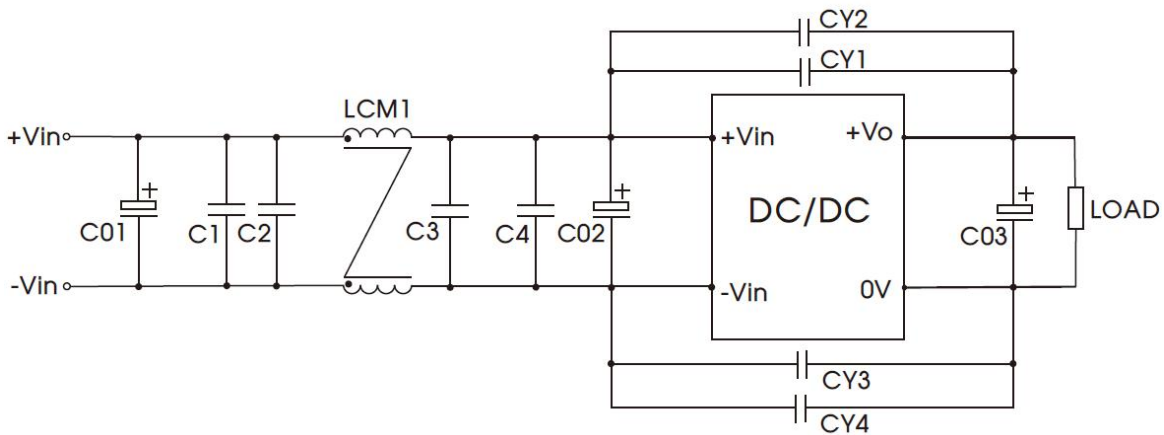 CY2
CY1
LCM1
+Vin
+Vin
+Vo
+
+
+
DC/DC
LOAD
C01
C1
C2
C3
C4
C02
C03
-Vin
-Vin
0V
CY3
CY4